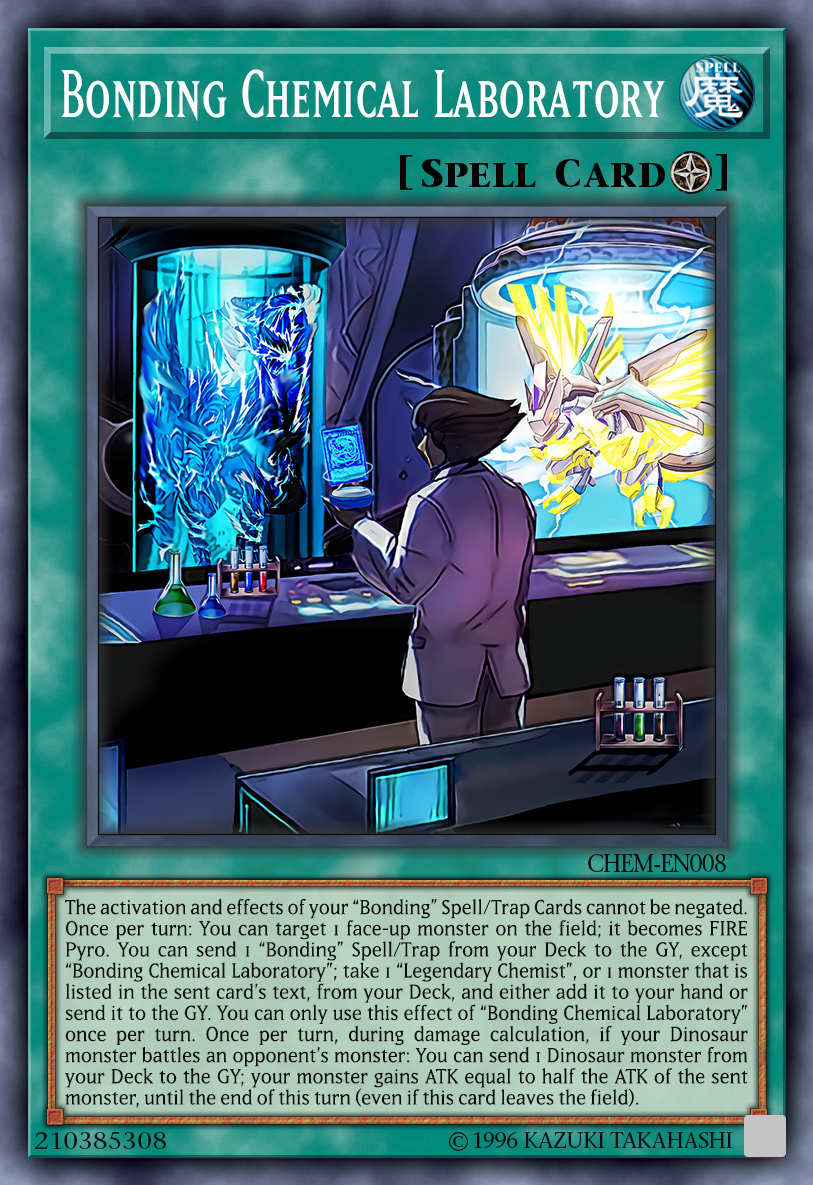 BONDING CHEMICAL LABORATORY
SPELL
魔
[SPELL CARD]
CHEM-EN008
The activation and effects of your “Bonding” Spell/Trap Cards cannot be negated.
Once per turn: You can target 1 face-up monster on the field; it becomes FIRE
Pyro. You can send 1 “Bonding” Spell/Trap from your Deck to the GY, except
“Bonding Chemical Laboratory”; take 1 “Legendary Chemist”, or 1 monster that is
listed in the sent card’s text, from your Deck, and either add it to your hand or
send it to the GY. You can only use this effect of “Bonding Chemical Laboratory”
once per turn. Once per turn, during damage calculation, if your Dinosaur
monster battles an opponent’s monster: You can send 1 Dinosaur monster from
your Deck to the GY; your monster gains ATK equal to half the ATK of the sent
monster, until the end of this turn (even if this card leaves the field).
210385308
© 1996 KAZUKI TAKAHASHI